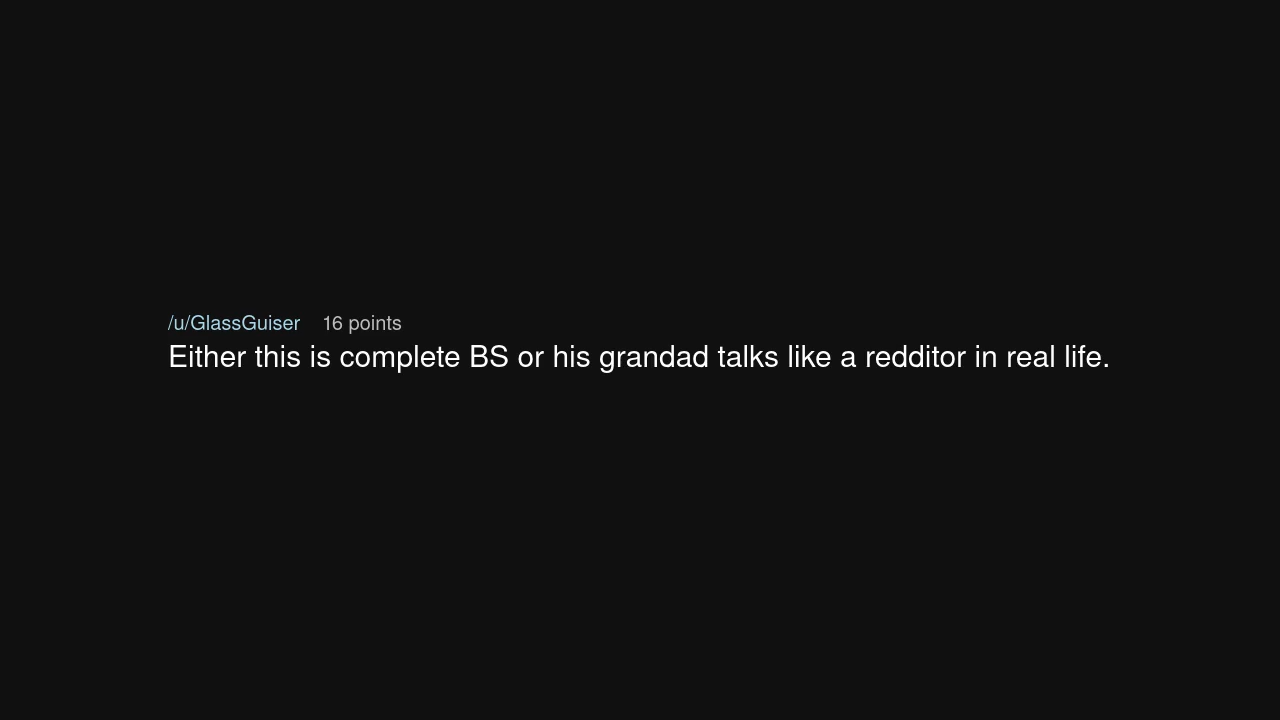 /u/GlassGuiser 16 points
Either this is complete BS or his grandad talks like a redditor in real life.